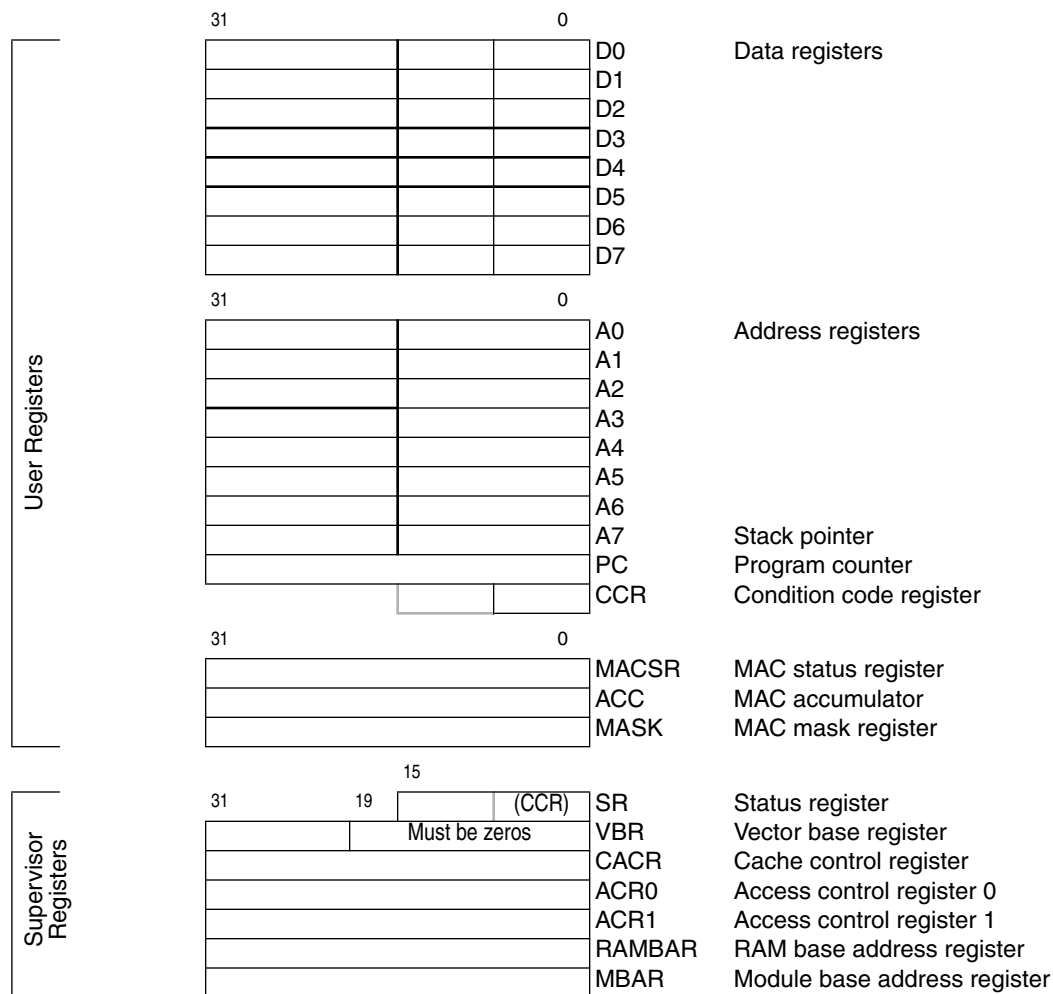 31 0
D0 Data registers
D1
D2
D3
D4
D5
D6
D7
31 0
A0 Address registers
A1
A2
A3
A4
A5
A6
A7 Stack pointer
PC Program counter
CCR Condition code register
31 0
MACSR MAC status register
ACC MAC accumulator
MASK MAC mask register
User Registers
15
31 19 (CCR) SR Status register
Must be zeros VBR Vector base register
CACR Cache control register
ACR0 Access control register 0
ACR1 Access control register 1
RAMBAR RAM base address register
MBAR Module base address register
Supervisor
Registers